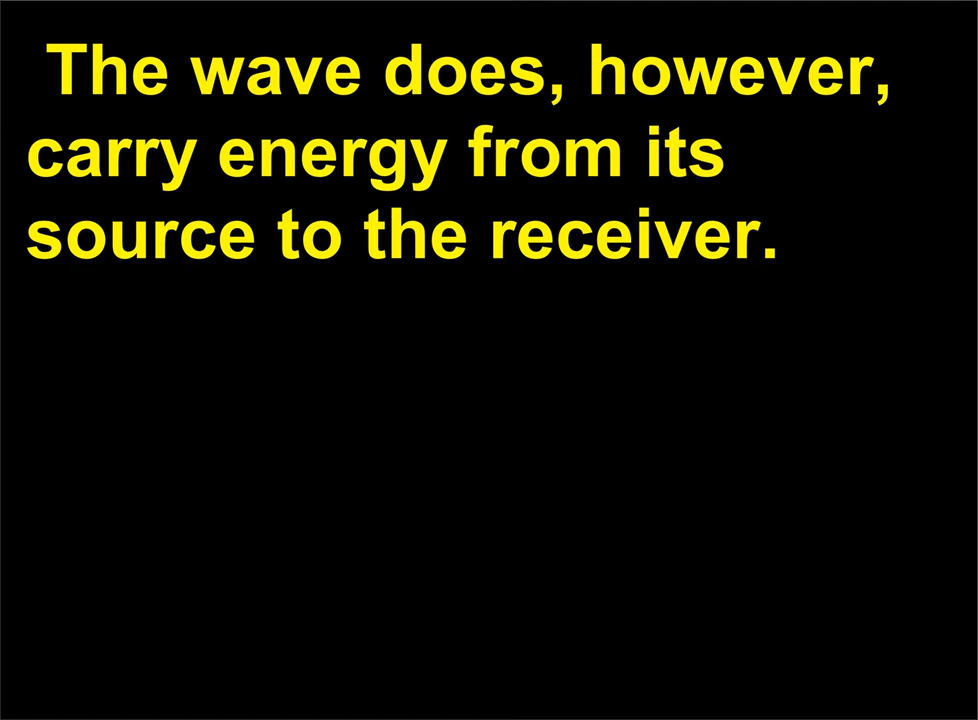 The wave does, however,
carry energy from its
source to the receiver.